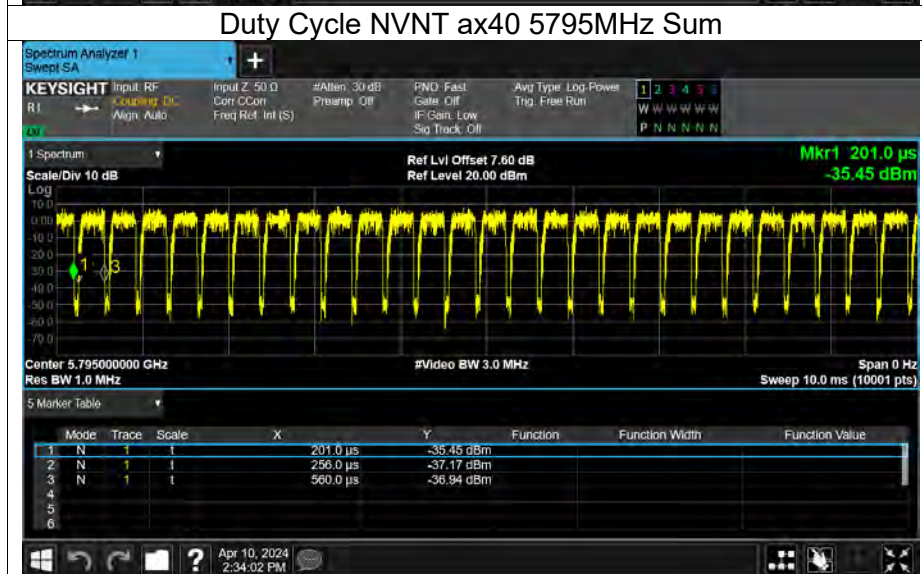 Duty Cycle NVNT ax40 5795MHz Sum
Spectrum Analyzer 1
Swept SA
+
KEYSIGHT Input: RF Input Z: 50 Ω #Atten: 30 dB PNO: Fast Avg Type: Log-Power 1 2 3 4 5 6
Coupling: DC Corr CCorr Preamp: Off Gate: Off Trig: Free Run W W W W W W
Align: Auto Freq Ref: Int (S) IF Gain: Low
Sig Track: Off P N N N N N
1 Spectrum Ref Lvl Offset 7.60 dB Mkr1 201.0 µs
Scale/Div 10 dB Ref Level 20.00 dBm -35.45 dBm
Log
10.0
0.00
-10.0
-20.0
-30.0
-40.0
-50.0
-60.0
-70.0
1 3
Center 5.795000000 GHz #Video BW 3.0 MHz Span 0 Hz
Res BW 1.0 MHz Sweep 10.0 ms (10001 pts)
5 Marker Table
Mode Trace Scale X Y Function Function Width Function Value
1 N 1 t 201.0 µs -35.45 dBm
2 N 1 t 256.0 µs -37.17 dBm
3 N 1 t 560.0 µs -36.94 dBm
4
5
6
? Apr 10, 2024
2:34:02 PM